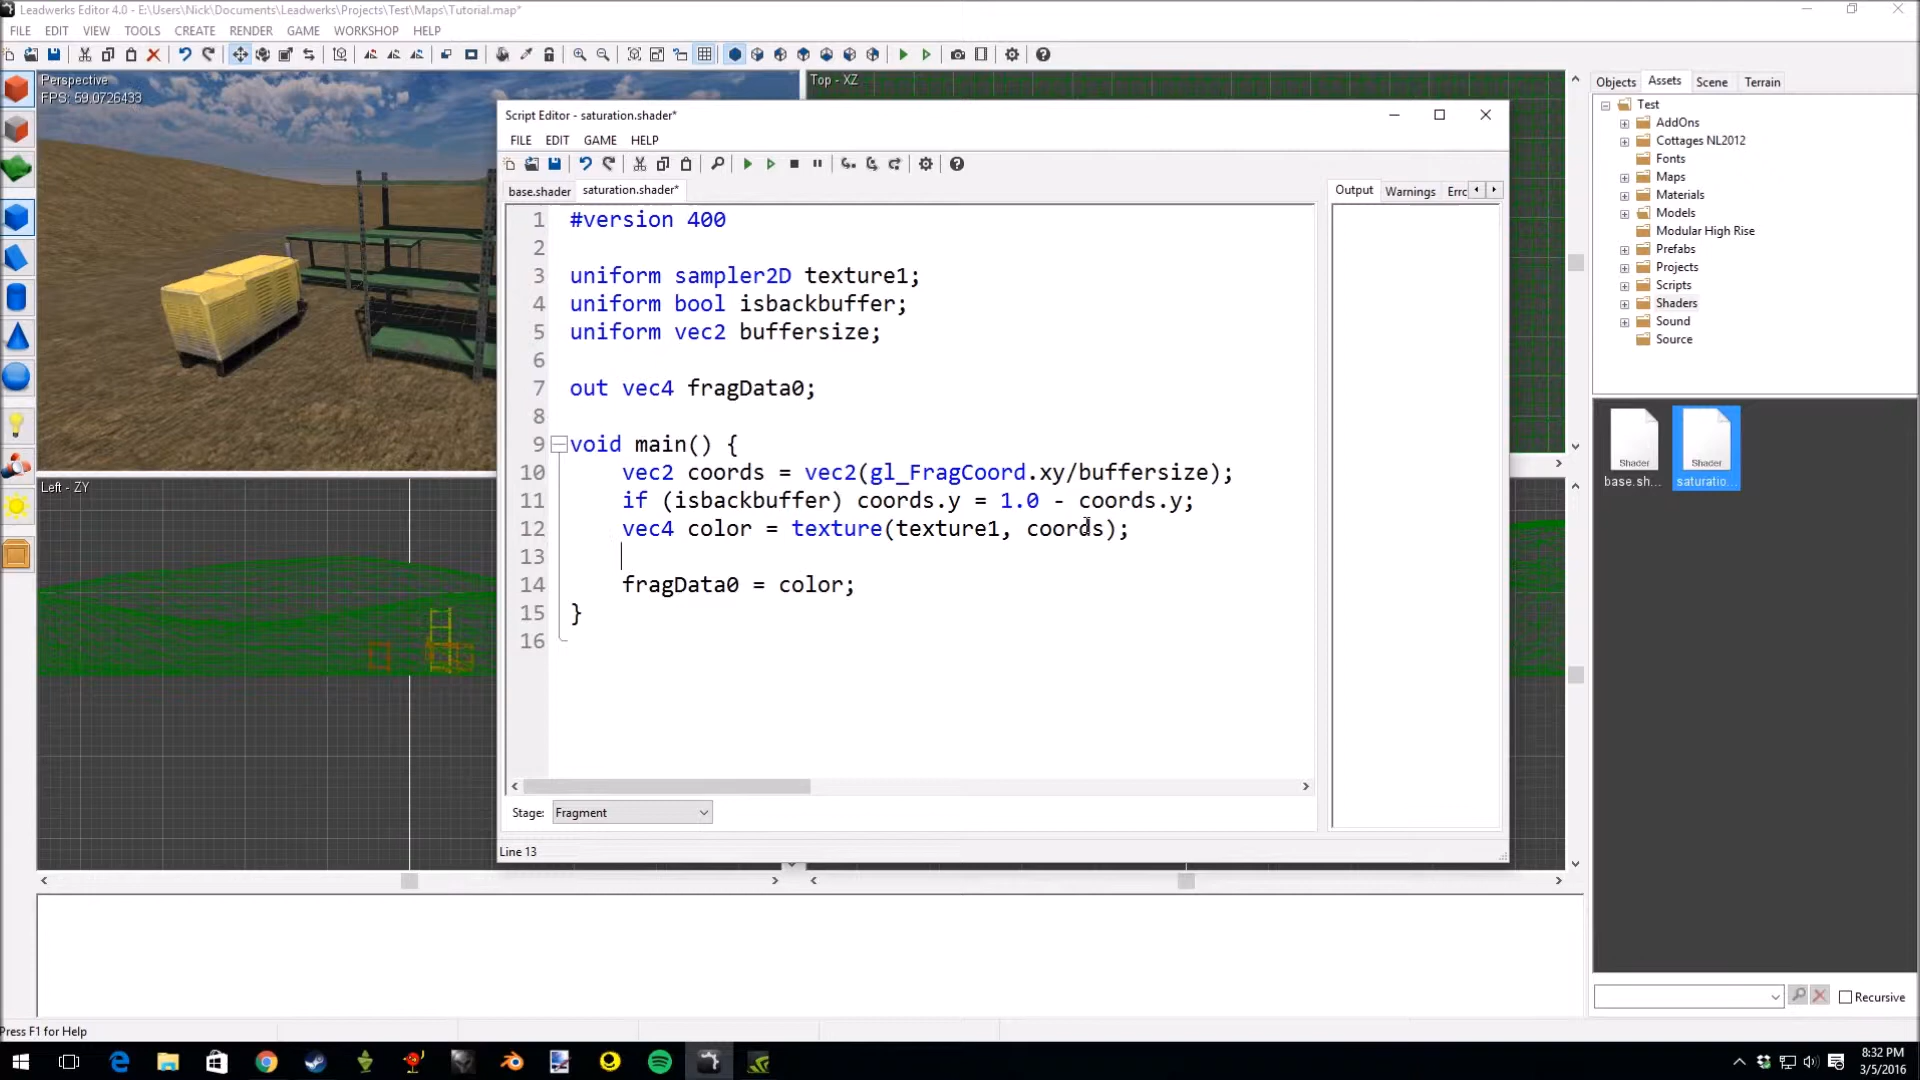 Leadwerks Editor 4.0 - E:\Users\Nick\Documents\Leadwerks\Projects\Test\Maps\Tutorial.map*
FILE EDIT VIEW TOOLS CREATE RENDER GAME WORKSHOP HELP
Perspective
FPS: 59.0726433
Top - XZ
Left - ZY
Script Editor - saturation.shader*
FILE EDIT GAME HELP
base.shader saturation.shader*
1 #version 400
2
3 uniform sampler2D texture1;
4 uniform bool isbackbuffer;
5 uniform vec2 buffersize;
6
7 out vec4 fragData0;
8
9 void main() {
10 vec2 coords = vec2(gl_FragCoord.xy/buffersize);
11 if (isbackbuffer) coords.y = 1.0 - coords.y;
12 vec4 color = texture(texture1, coords);
13
14 fragData0 = color;
15 }
16
Stage: Fragment
Line 13
Output Warnings Errc
Objects Assets Scene Terrain
Test
AddOns
Cottages NL2012
Fonts
Maps
Materials
Models
Modular High Rise
Prefabs
Projects
Scripts
Shaders
Sound
Source
Shader Shader
base.sh... saturatio...
Recursive
Press F1 for Help
8:32 PM
3/5/2016